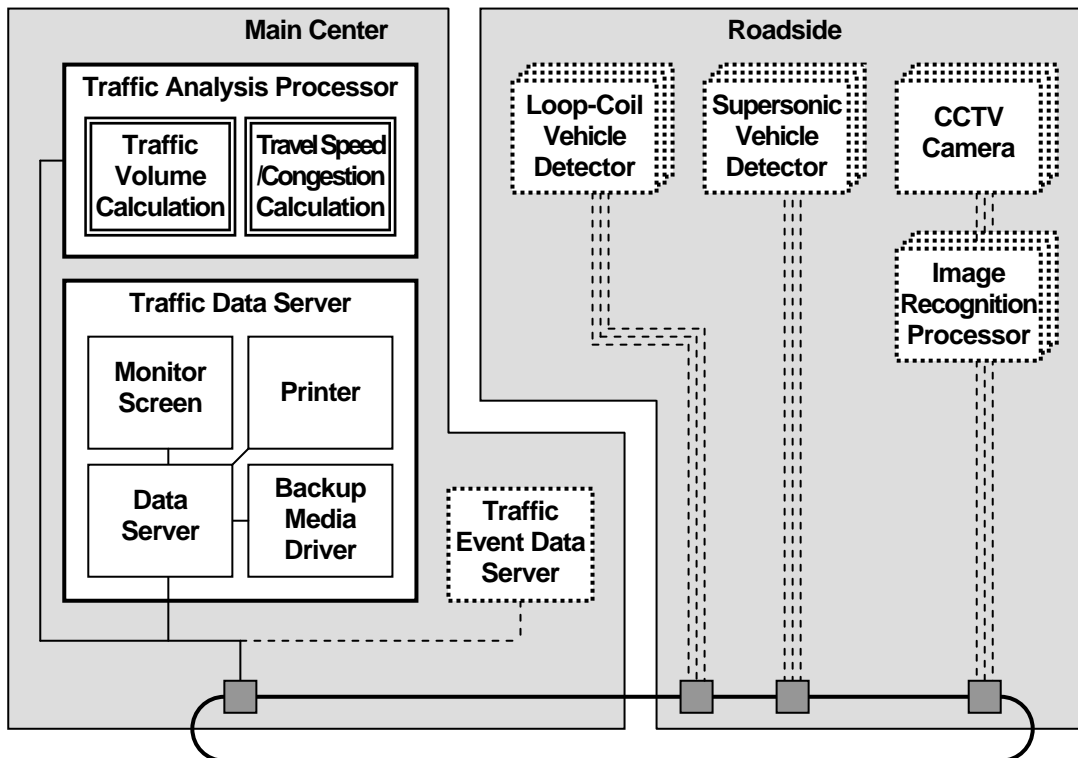 Main Center
Traffic Analysis Processor
Traffic
Volume
Calculation
Travel Speed
/Congestion
Calculation
Traffic Data Server
Monitor
Screen
Printer
Data
Server
Backup
Media
Driver
Traffic
Event Data
Server
Roadside
Loop-Coil
Vehicle
Detector
Supersonic
Vehicle
Detector
CCTV
Camera
Image
Recognition
Processor